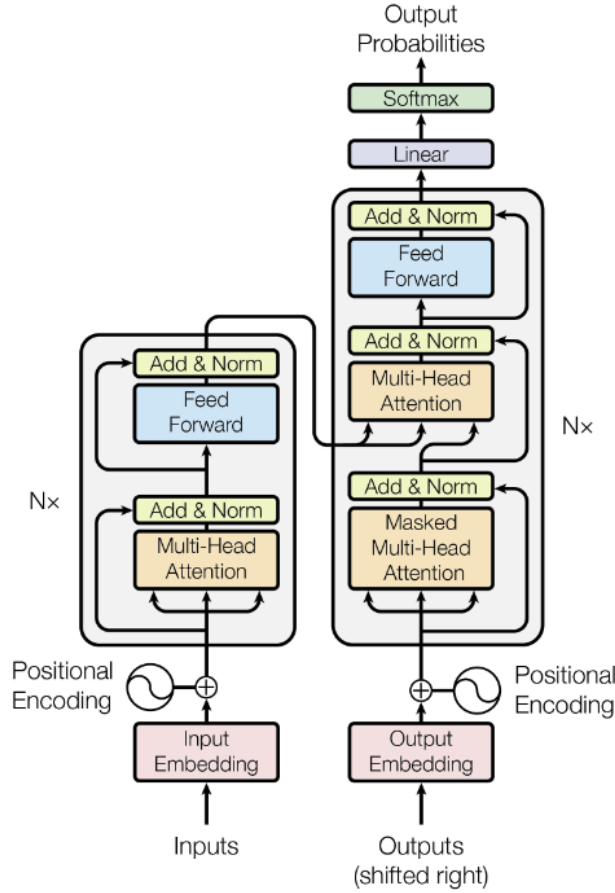 Output
Probabilities
Softmax
Linear
Add & Norm
Feed
Forward
Add & Norm
Multi-Head
Attention
Add & Norm
Masked
Multi-Head
Attention
N×
Add & Norm
Feed
Forward
Add & Norm
Multi-Head
Attention
N×
Positional
Encoding
Positional
Encoding
Input
Embedding
Output
Embedding
Inputs
Outputs
(shifted right)